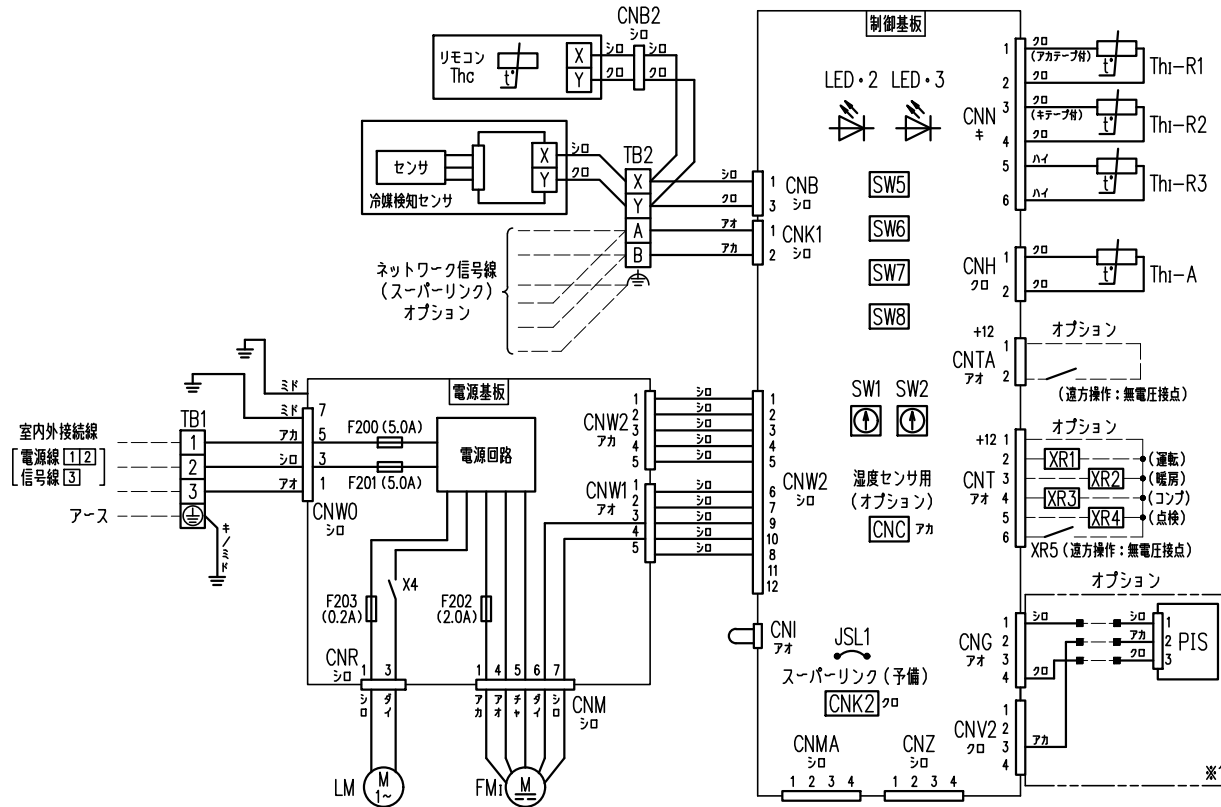 CNB2
シロ
リモコン
Thc
t°
X
Y
シロ
シロ
クロ
クロ
センサ
冷媒検知センサ
X
Y
シロ
クロ
TB2
X
Y
A
B
シロ
クロ
アオ
アカ
1
3
CNB
シロ
1
2
CNK1
シロ
ネットワーク信号線
(スーパーリンク)
オプション
制御基板
LED・2 LED・3
SW5
SW6
SW7
SW8
SW1 SW2
湿度センサ用
(オプション)
CNC アカ
JSL1
スーパーリンク(予備)
CNK2 クロ
CNI
アオ
CNMA
シロ
1 2 3 4
CNZ
シロ
1 2 3 4
CNN
キ
1
2
3
4
5
6
クロ
(アカテープ付)
クロ
クロ
(キテープ付)
クロ
ハイ
ハイ
t°
t°
t°
ThI-R1
ThI-R2
ThI-R3
CNH
クロ
1
2
クロ
クロ
t°
ThI-A
+12
オプション
CNTA
アオ
1
2
(遠方操作:無電圧接点)
オプション
+12
CNT
アオ
1
2
3
4
5
6
XR1
XR2
XR3
XR4
(運転)
(暖房)
(コンプ)
(点検)
XR5(遠方操作:無電圧接点)
オプション
CNG
アオ
1
2
3
4
シロ
クロ
シロ
アカ
クロ
1
2
3
PIS
CNV2
クロ
1
2
3
4
アカ
電源基板
室内外接続線
電源線 1 2
信号線 3
アース
TB1
1
2
3
キ/ミド
ミド
ミド
アカ
シロ
アオ
7
5
3
1
CNW0
シロ
F200(5.0A)
F201(5.0A)
電源回路
F203
(0.2A)
X4
F202
(2.0A)
CNW2
アカ
1
2
3
4
5
シロ
シロ
シロ
シロ
シロ
1
2
3
4
5
CNW1
アオ
1
2
3
4
5
シロ
シロ
シロ
シロ
シロ
6
7
9
10
8
11
12
CNW2
シロ
CNR
シロ
1 3
シロ
ダイ
1 4 5 6 7
CNM
シロ
アカ
アオ
チャ
ダイ
シロ
LM
M
1~
FMI
M